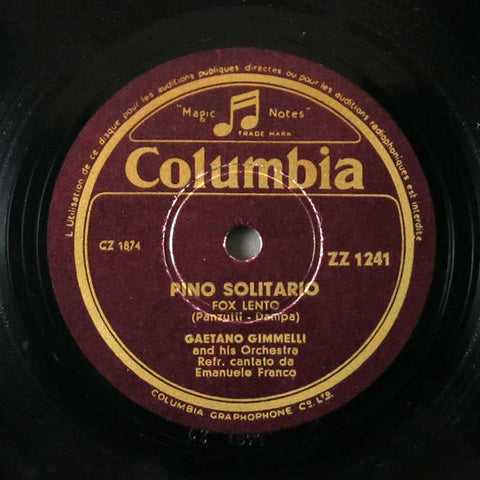 L'Utilisation de ce disque pour les auditions publiques directes ou pour les auditions radiophoniques est interdite
"Magic Notes"
TRADE MARK
Columbia
CZ 1874
ZZ 1241
PINO SOLITARIO
FOX LENTO
(Panzutti - Dampa)
GAETANO GIMMELLI
and his Orchestra
Refr. cantato da
Emanuele Franco
COLUMBIA GRAPHOPHONE CO. LTD.